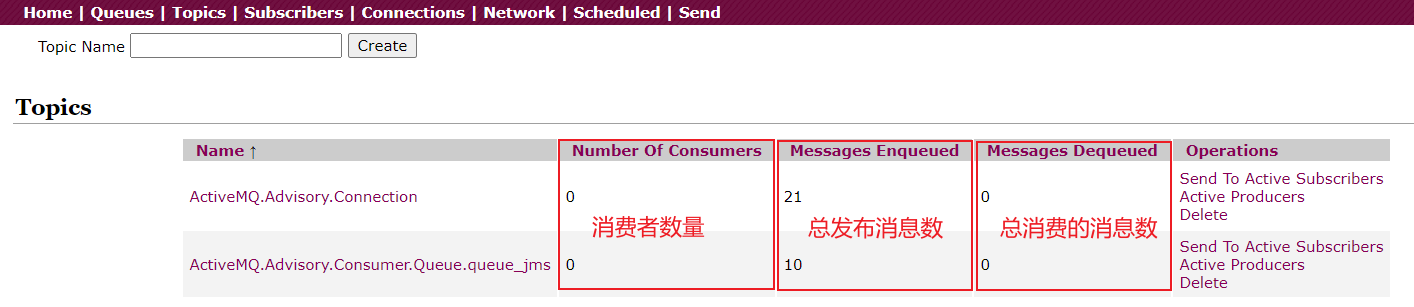 Home | Queues | Topics | Subscribers | Connections | Network | Scheduled | Send
Topic Name Create
Topics
Name ↑ Number Of Consumers Messages Enqueued Messages Dequeued Operations
ActiveMQ.Advisory.Connection 0 21 0 Send To Active Subscribers
Active Producers
Delete
消费者数量 总发布消息数 总消费的消息数
ActiveMQ.Advisory.Consumer.Queue.queue_jms 0 10 0 Send To Active Subscribers
Active Producers
Delete